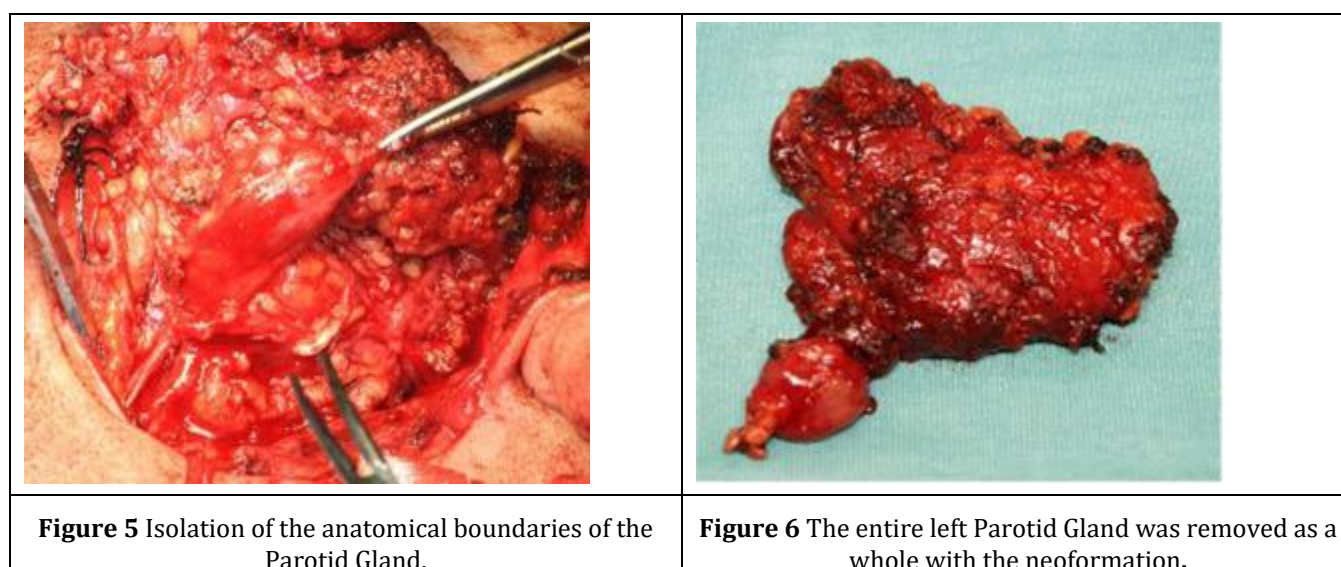 Figure 5 Isolation of the anatomical boundaries of the
Parotid Gland.
Figure 6 The entire left Parotid Gland was removed as a
whole with the neoformation.